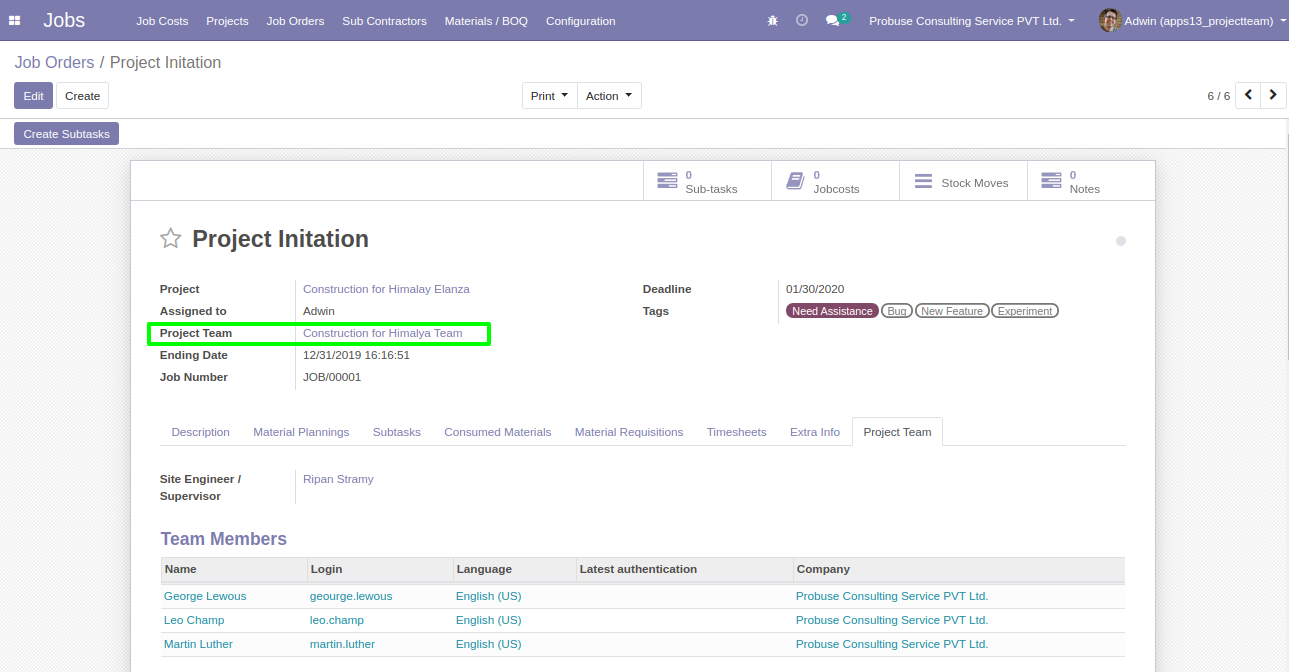 Jobs Job Costs Projects Job Orders Sub Contractors Materials / BOQ Configuration 2 Probuse Consulting Service PVT Ltd. Adwin (apps13_projectteam)
Job Orders / Project Initation
Edit Create Print Action 6 / 6
Create Subtasks
0 Sub-tasks
0 Jobcosts
Stock Moves
0 Notes
Project Initation
Project Construction for Himalay Elanza
Assigned to Adwin
Project Team Construction for Himalya Team
Ending Date 12/31/2019 16:16:51
Job Number JOB/00001
Deadline 01/30/2020
Tags Need Assistance Bug New Feature Experiment
Description Material Plannings Subtasks Consumed Materials Material Requisitions Timesheets Extra Info Project Team
Site Engineer / Ripan Stramy
Supervisor
Team Members
Name Login Language Latest authentication Company
George Lewous geourge.lewous English (US) Probuse Consulting Service PVT Ltd.
Leo Champ leo.champ English (US) Probuse Consulting Service PVT Ltd.
Martin Luther martin.luther English (US) Probuse Consulting Service PVT Ltd.